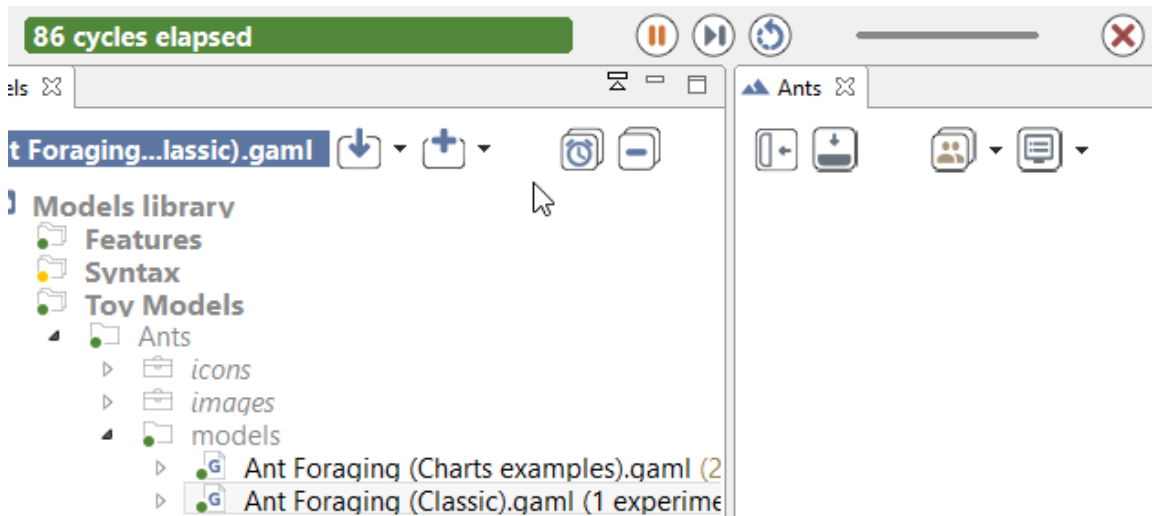 86 cycles elapsed
els
Ants
t Foraging...lassic).gaml
Models library
Features
Syntax
Toy Models
Ants
icons
images
models
G Ant Foraging (Charts examples).gaml (2
G Ant Foraging (Classic).gaml (1 experime